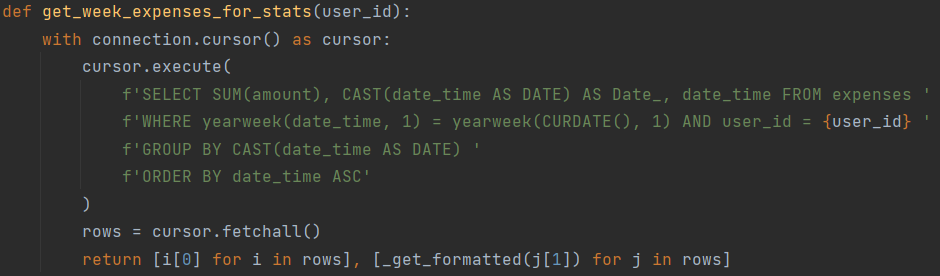 def get_week_expenses_for_stats(user_id):
    with connection.cursor() as cursor:
        cursor.execute(
            f'SELECT SUM(amount), CAST(date_time AS DATE) AS Date_, date_time FROM expenses '
            f'WHERE yearweek(date_time, 1) = yearweek(CURDATE(), 1) AND user_id = {user_id} '
            f'GROUP BY CAST(date_time AS DATE) '
            f'ORDER BY date_time ASC'
        )
        rows = cursor.fetchall()
        return [i[0] for i in rows], [_get_formatted(j[1]) for j in rows]